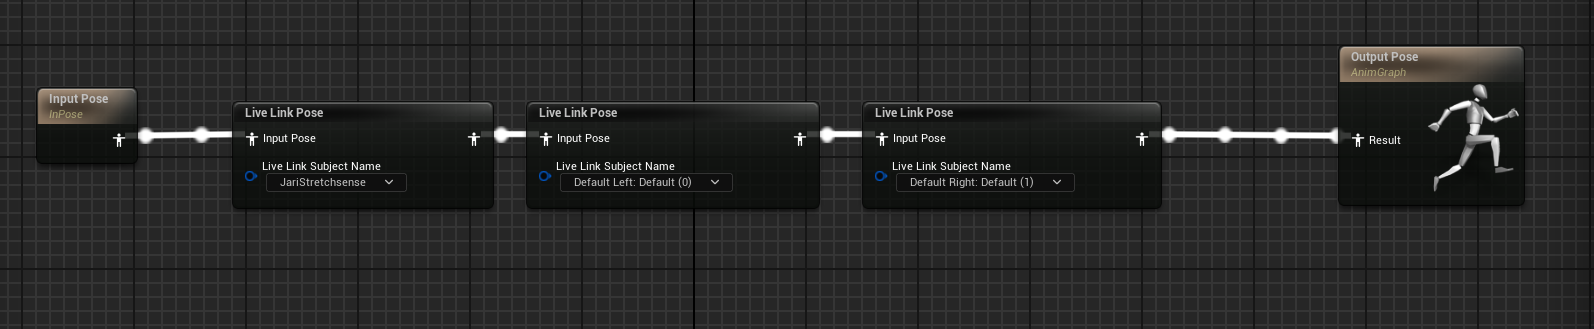 Input Pose
InPose
Live Link Pose
Input Pose
Live Link Subject Name
JariStretchsense
Live Link Pose
Input Pose
Live Link Subject Name
Default Left: Default (0)
Live Link Pose
Input Pose
Live Link Subject Name
Default Right: Default (1)
Output Pose
AnimGraph
Result